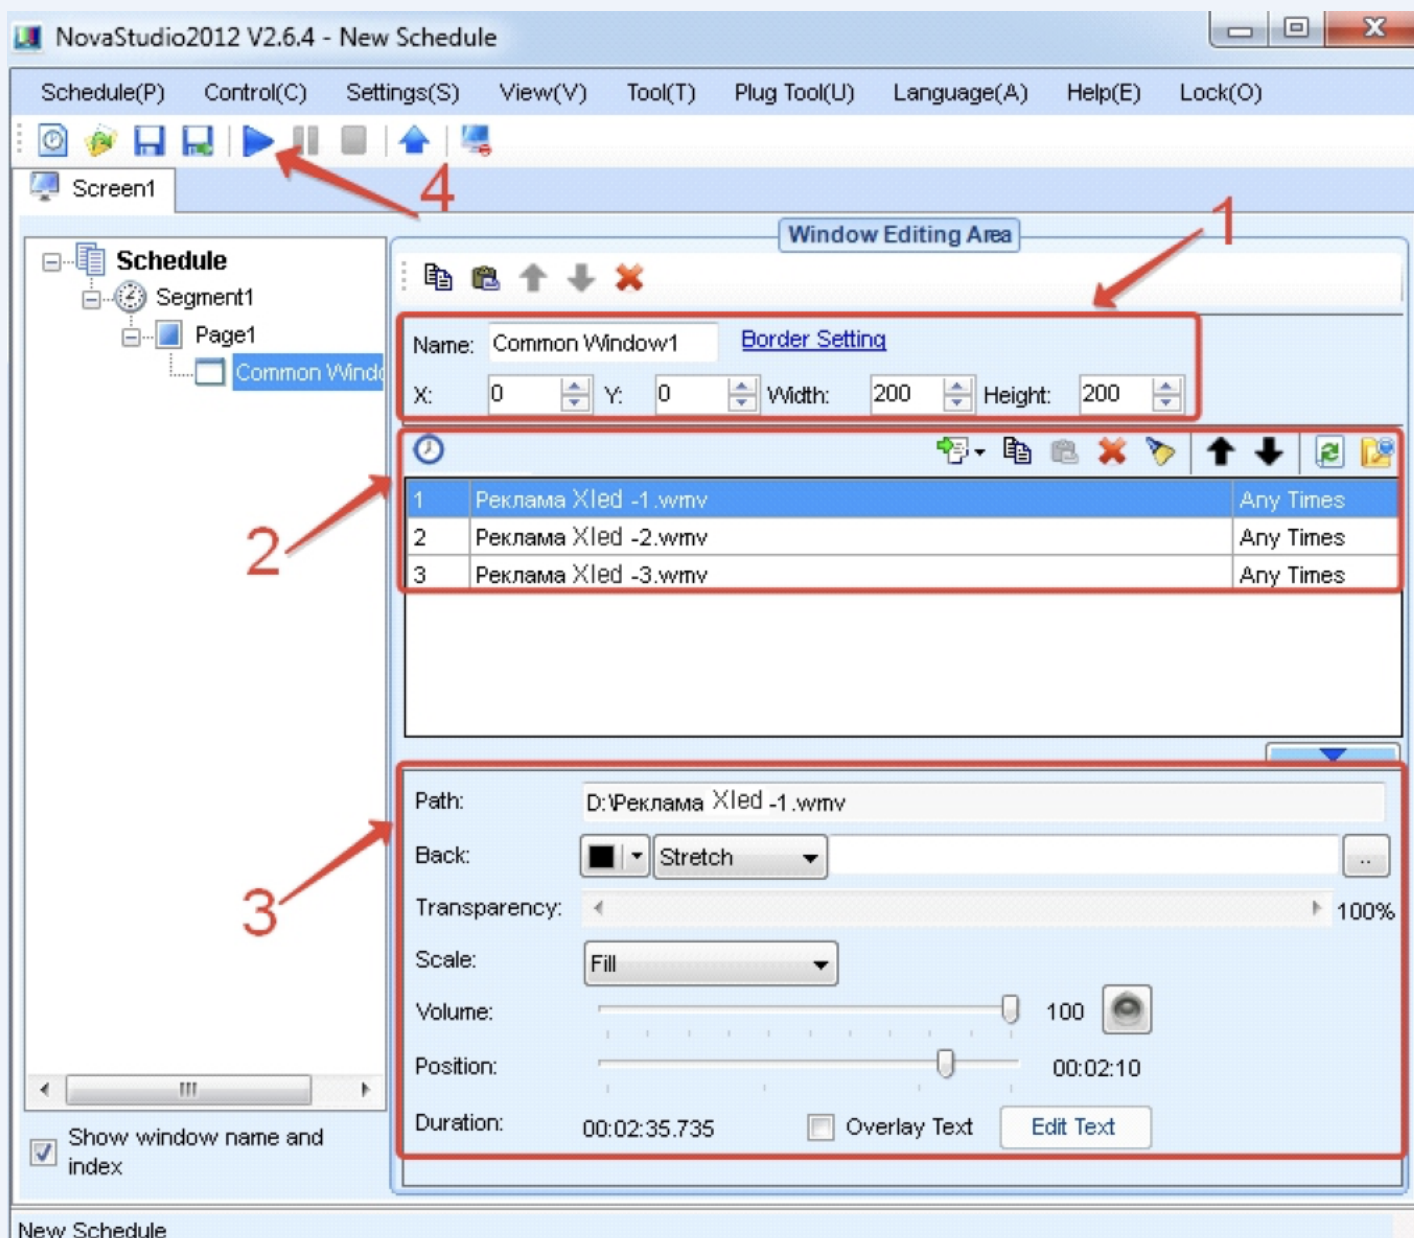 NovaStudio2012 V2.6.4 - New Schedule
Schedule(P) Control(C) Settings(S) View(V) Tool(T) Plug Tool(U) Language(A) Help(E) Lock(O)
4
Screen1
1
Window Editing Area
Schedule
Segment1
Page1
Common Windo
Name: Common Window1 Border Setting
X: 0 Y: 0 Width: 200 Height: 200
2
1 Реклама Xled -1.wmv Any Times
2 Реклама Xled -2.wmv Any Times
3 Реклама Xled -3.wmv Any Times
3
Path: D:\Реклама Xled -1.wmv
Back: Stretch ..
Transparency: 100%
Scale: Fill
Volume: 100
Position: 00:02:10
Duration: 00:02:35.735 Overlay Text Edit Text
Show window name and
index
New Schedule